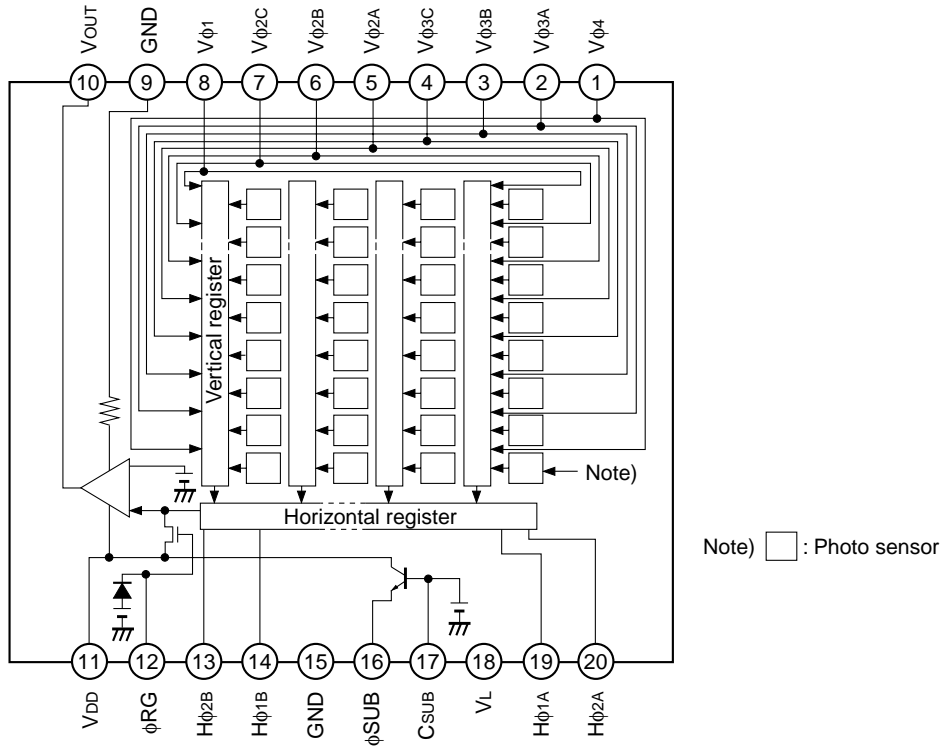 VOUT
GND
Vϕ1
Vϕ2C
Vϕ2B
Vϕ2A
Vϕ3C
Vϕ3B
Vϕ3A
Vϕ4
10 9 8 7 6 5 4 3 2 1
Vertical register
Note)
Horizontal register
Note) : Photo sensor
11 12 13 14 15 16 17 18 19 20
VDD
ϕRG
Hϕ2B
Hϕ1B
GND
ϕSUB
CSUB
VL
Hϕ1A
Hϕ2A